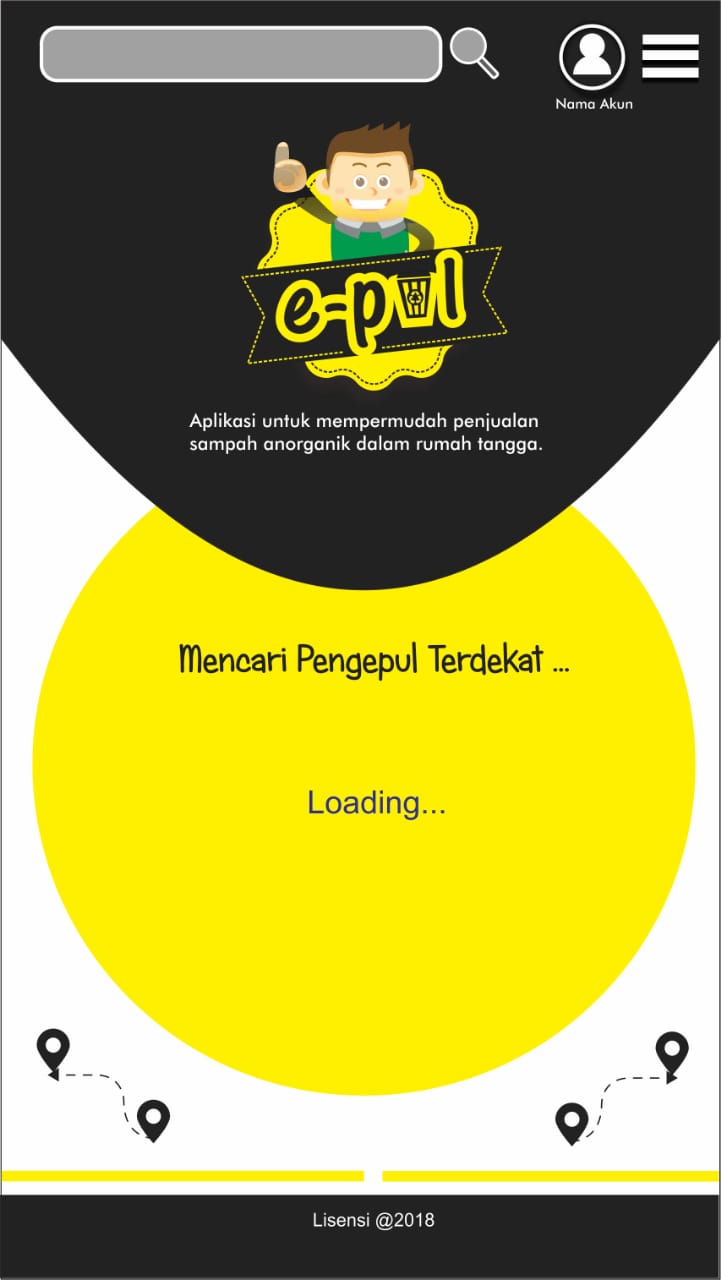 Nama Akun
e-pul
Aplikasi untuk mempermudah penjualan
sampah anorganik dalam rumah tangga.
Mencari Pengepul Terdekat ...
Loading...
Lisensi @2018